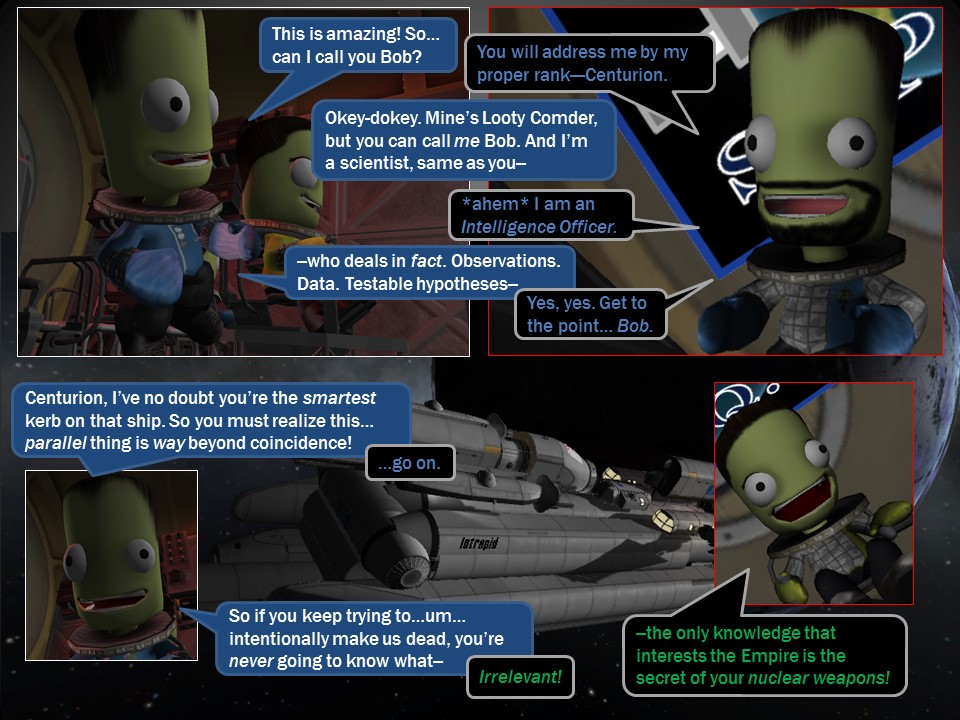 This is amazing! So...
can I call you Bob?
You will address me by my
proper rank—Centurion.
Okey-dokey. Mine's Looty Comder,
but you can call me Bob. And I'm
a scientist, same as you–
*ahem* I am an
Intelligence Officer.
–who deals in fact. Observations.
Data. Testable hypotheses–
Yes, yes. Get to
the point... Bob.
Centurion, I've no doubt you're the smartest
kerb on that ship. So you must realize this...
parallel thing is way beyond coincidence!
...go on.
Intrepid
So if you keep trying to...um...
intentionally make us dead, you're
never going to know what–
Irrelevant!
–the only knowledge that
interests the Empire is the
secret of your nuclear weapons!